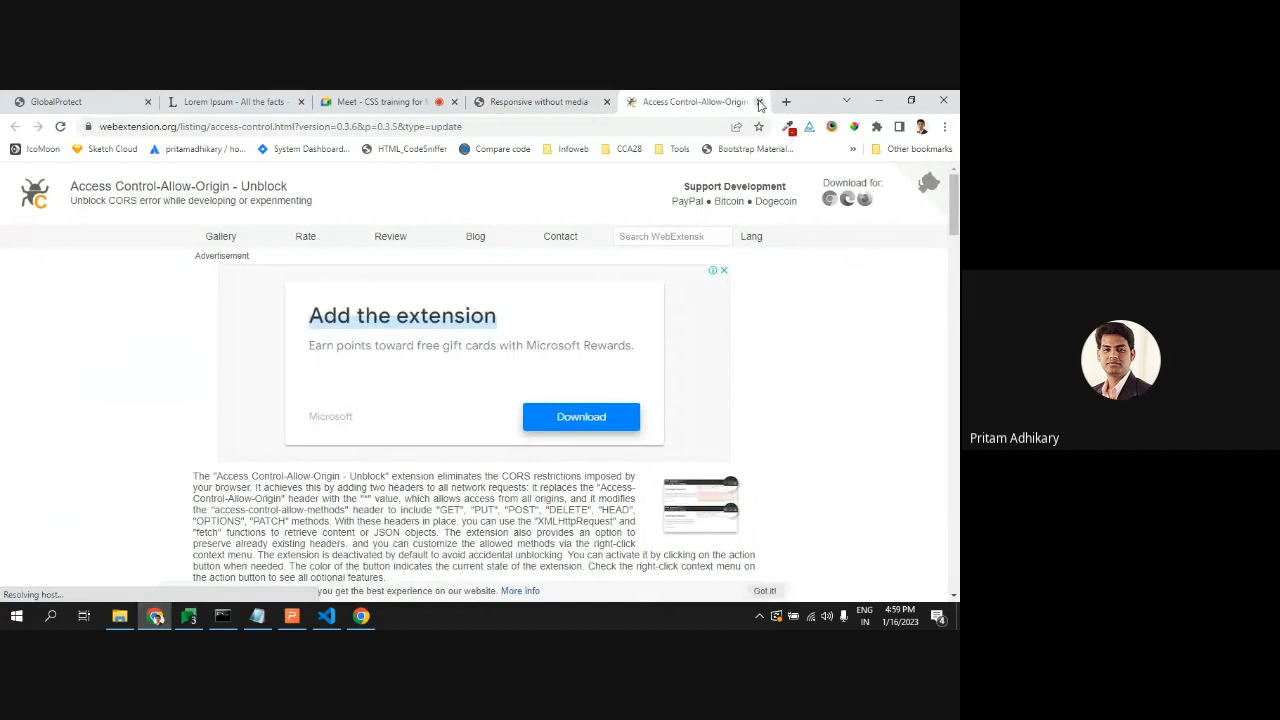 GlobalProtect
Lorem Ipsum - All the facts -
Meet - CSS training for
Responsive without media
Access Control-Allow-Origin
webextension.org/listing/access-control.html?version=0.3.6&p=0.3.5&type=update
IcoMoon
Sketch Cloud
pritamadhikary / ho...
System Dashboard...
HTML_CodeSniffer
Compare code
Infoweb
CCA28
Tools
Bootstrap Material...
»
Other bookmarks
Access Control-Allow-Origin - Unblock
Unblock CORS error while developing or experimenting
Support Development
PayPal ● Bitcoin ● Dogecoin
Download for:
Gallery
Rate
Review
Blog
Contact
Search WebExtensic
Lang
Advertisement
Add the extension
Earn points toward free gift cards with Microsoft Rewards.
Microsoft
Download
The "Access Control-Allow-Origin - Unblock" extension eliminates the CORS restrictions imposed by
your browser. It achieves this by adding two headers to all network requests: it replaces the "Access-
Control-Allow-Origin" header with the "*" value, which allows access from all origins, and it modifies
the "access-control-allow-methods" header to include "GET", "PUT", "POST", "DELETE", "HEAD",
"OPTIONS", "PATCH" methods. With these headers in place, you can use the "XMLHttpRequest" and
"fetch" functions to retrieve content or JSON objects. The extension also provides an option to
preserve already existing headers, and you can customize the allowed methods via the right-click
context menu. The extension is deactivated by default to avoid accidental unblocking. You can activate it by clicking on the action
button when needed. The color of the button indicates the current state of the extension. Check the right-click context menu on
the action button to see all optional features.
Resolving host...
you get the best experience on our website. More info
Got it!
ENG
IN
4:59 PM
1/16/2023
4
3
Pritam Adhikary